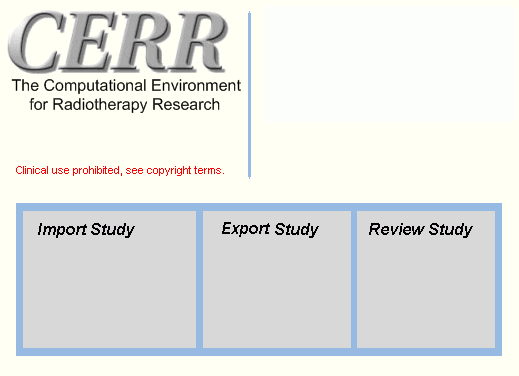 CERR
The Computational Environment
for Radiotherapy Research
Clinical use prohibited, see copyright terms.
Import Study
Export Study
Review Study